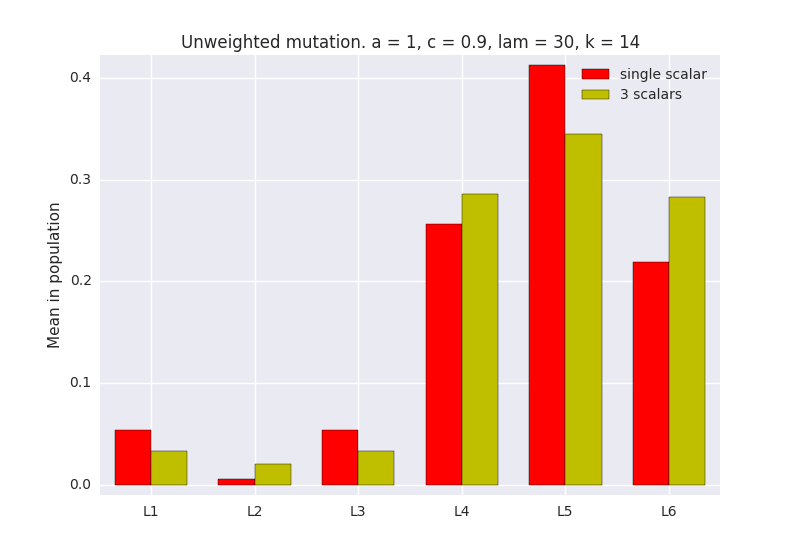 Unweighted mutation. a = 1, c = 0.9, lam = 30, k = 14
single scalar
3 scalars
Mean in population
0.4
0.3
0.2
0.1
0.0
L1 L2 L3 L4 L5 L6